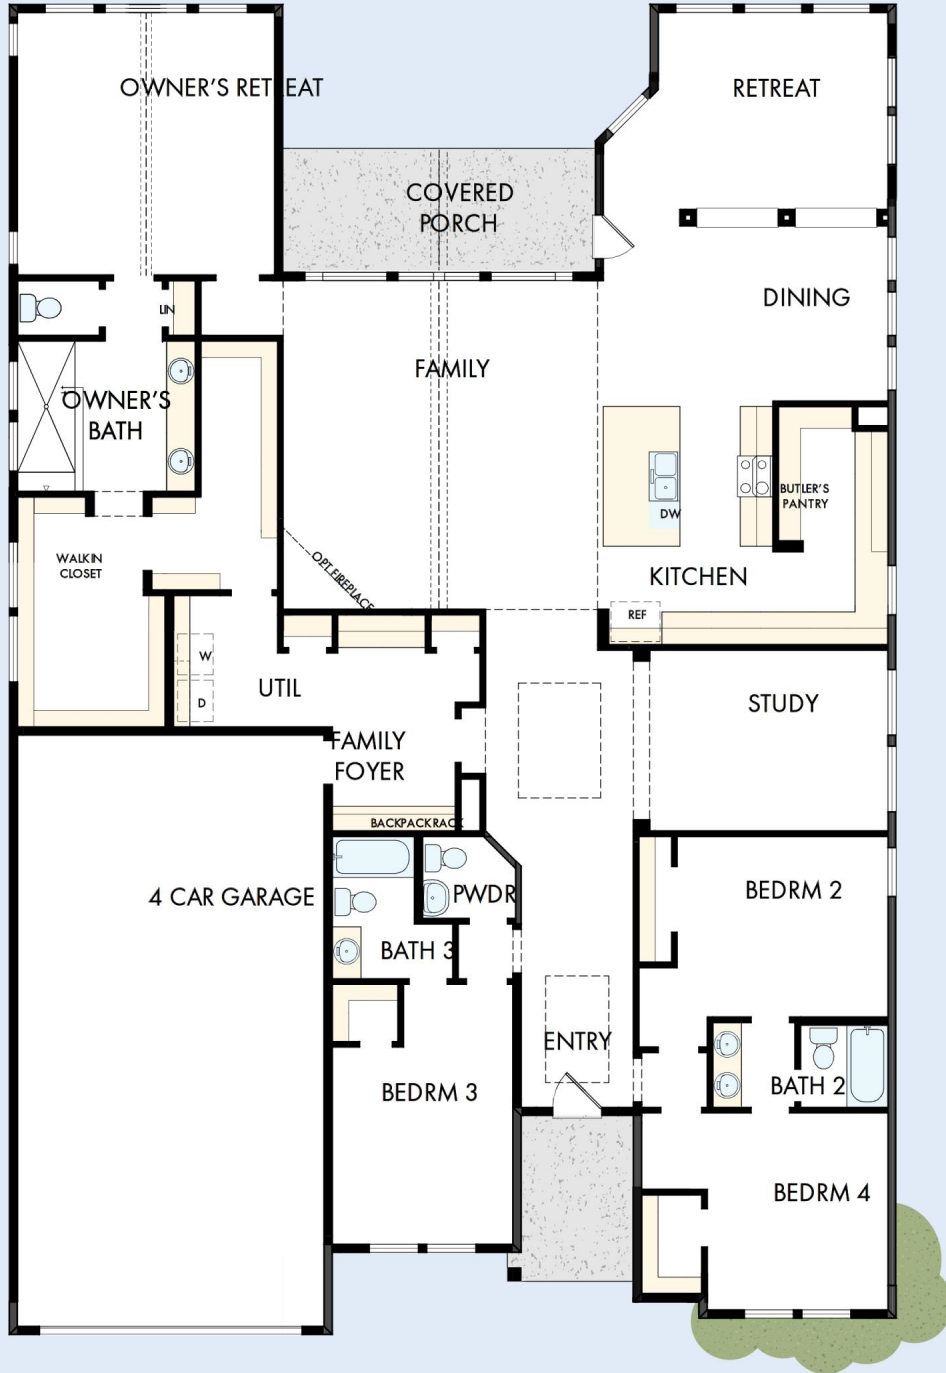 OWNER'S RETREAT
RETREAT
COVERED
PORCH
DINING
LIN
FAMILY
OWNER'S
BATH
BUTLER'S
PANTRY
DW
WALKIN
CLOSET
OPT. FIREPLACE
KITCHEN
REF
W
D
UTIL
STUDY
FAMILY
FOYER
BACKPACK RACK
4 CAR GARAGE
PWDR
BEDRM 2
BATH 3
ENTRY
BEDRM 3
BATH 2
BEDRM 4